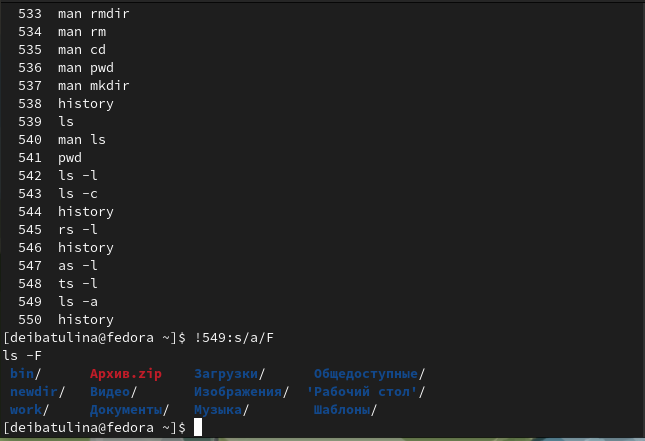 533  man rmdir
534  man rm
535  man cd
536  man pwd
537  man mkdir
538  history
539  ls
540  man ls
541  pwd
542  ls -l
543  ls -c
544  history
545  rs -l
546  history
547  as -l
548  ts -l
549  ls -a
550  history
[deibatulina@fedora ~]$ !549:s/a/F
ls -F
bin/      Архив.zip    Загрузки/      Общедоступные/
newdir/   Видео/       Изображения/  'Рабочий стол'/
work/     Документы/   Музыка/        Шаблоны/
[deibatulina@fedora ~]$